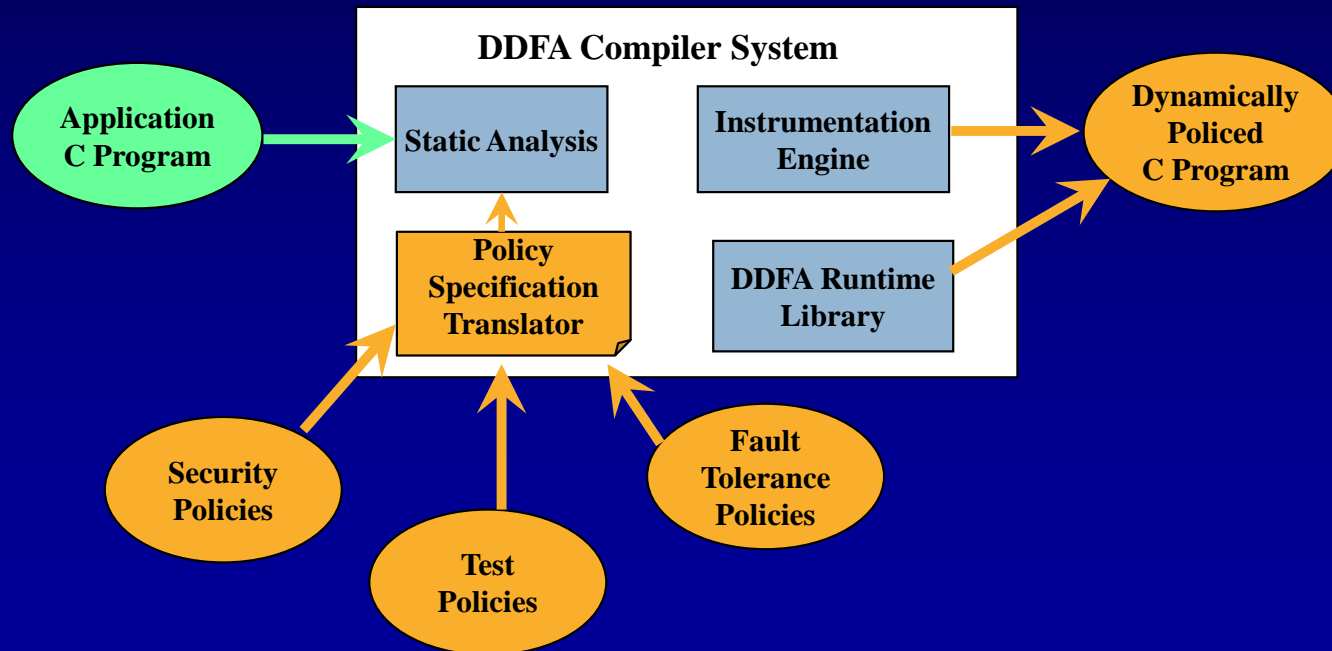 DDFA Compiler System
Application
C Program
Static Analysis
Instrumentation
Engine
Dynamically
Policed
C Program
Policy
Specification
Translator
DDFA Runtime
Library
Security
Policies
Test
Policies
Fault
Tolerance
Policies